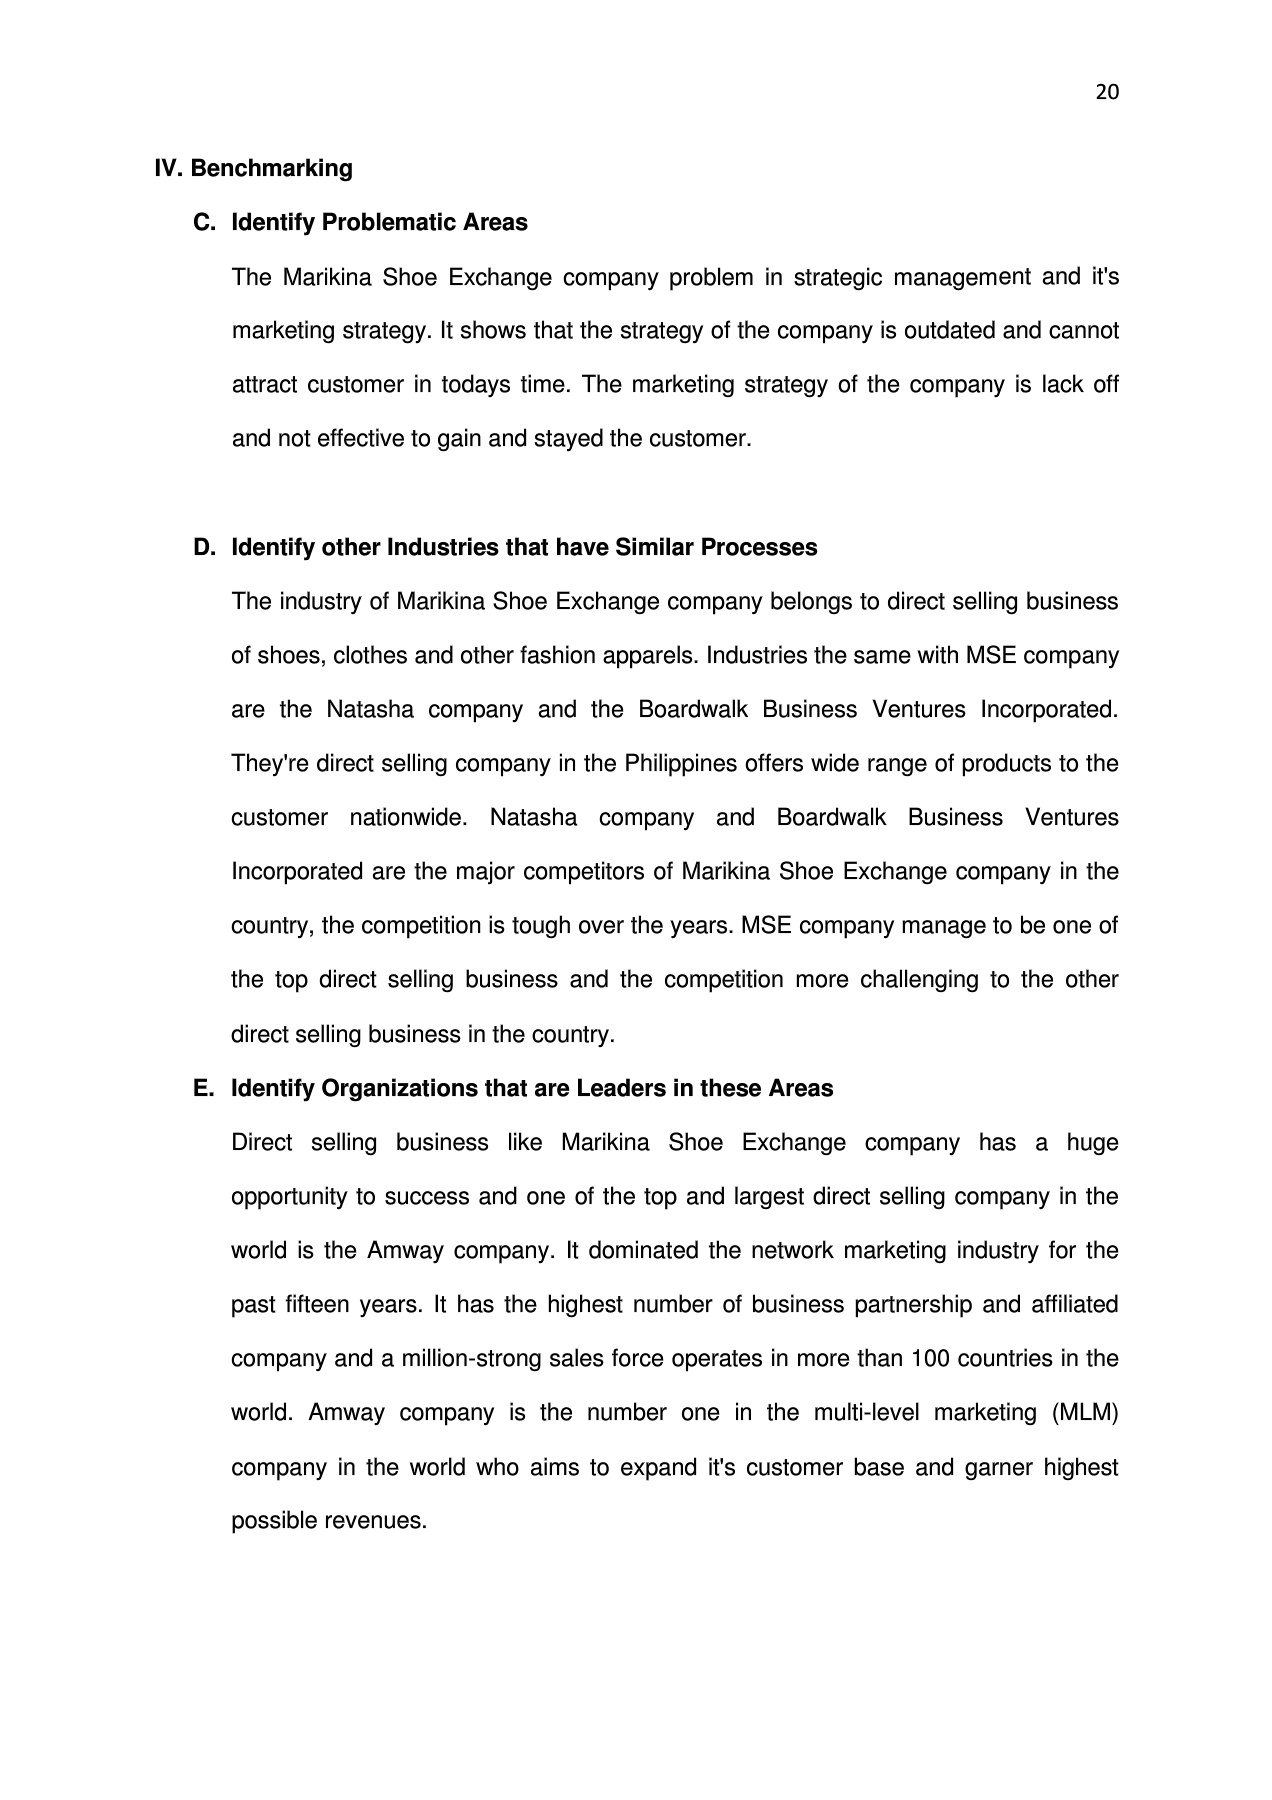 20
IV. Benchmarking
C. Identify Problematic Areas
The Marikina Shoe Exchange company problem in strategic management and it's
marketing strategy. It shows that the strategy of the company is outdated and cannot
attract customer in todays time. The marketing strategy of the company is lack off
and not effective to gain and stayed the customer.
D. Identify other Industries that have Similar Processes
The industry of Marikina Shoe Exchange company belongs to direct selling business
of shoes, clothes and other fashion apparels. Industries the same with MSE company
are the Natasha company and the Boardwalk Business Ventures Incorporated.
They're direct selling company in the Philippines offers wide range of products to the
customer nationwide. Natasha company and Boardwalk Business Ventures
Incorporated are the major competitors of Marikina Shoe Exchange company in the
country, the competition is tough over the years. MSE company manage to be one of
the top direct selling business and the competition more challenging to the other
direct selling business in the country.
E. Identify Organizations that are Leaders in these Areas
Direct selling business like Marikina Shoe Exchange company has a huge
opportunity to success and one of the top and largest direct selling company in the
world is the Amway company. It dominated the network marketing industry for the
past fifteen years. It has the highest number of business partnership and affiliated
company and a million-strong sales force operates in more than 100 countries in the
world. Amway company is the number one in the multi-level marketing (MLM)
company in the world who aims to expand it's customer base and garner highest
possible revenues.